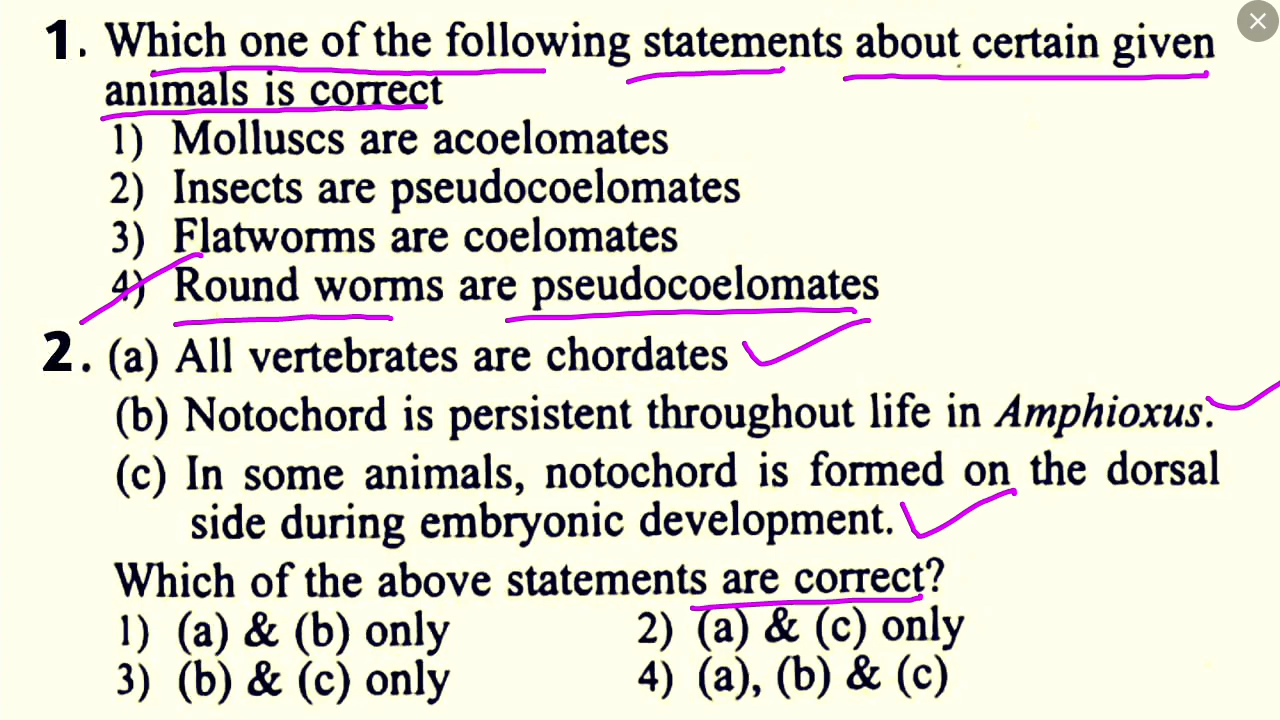 1. Which one of the following statements about certain given
animals is correct
1) Molluscs are acoelomates
2) Insects are pseudocoelomates
3) Flatworms are coelomates
4) Round worms are pseudocoelomates
2. (a) All vertebrates are chordates
(b) Notochord is persistent throughout life in Amphioxus.
(c) In some animals, notochord is formed on the dorsal
side during embryonic development.
Which of the above statements are correct?
1) (a) & (b) only 2) (a) & (c) only
3) (b) & (c) only 4) (a), (b) & (c)